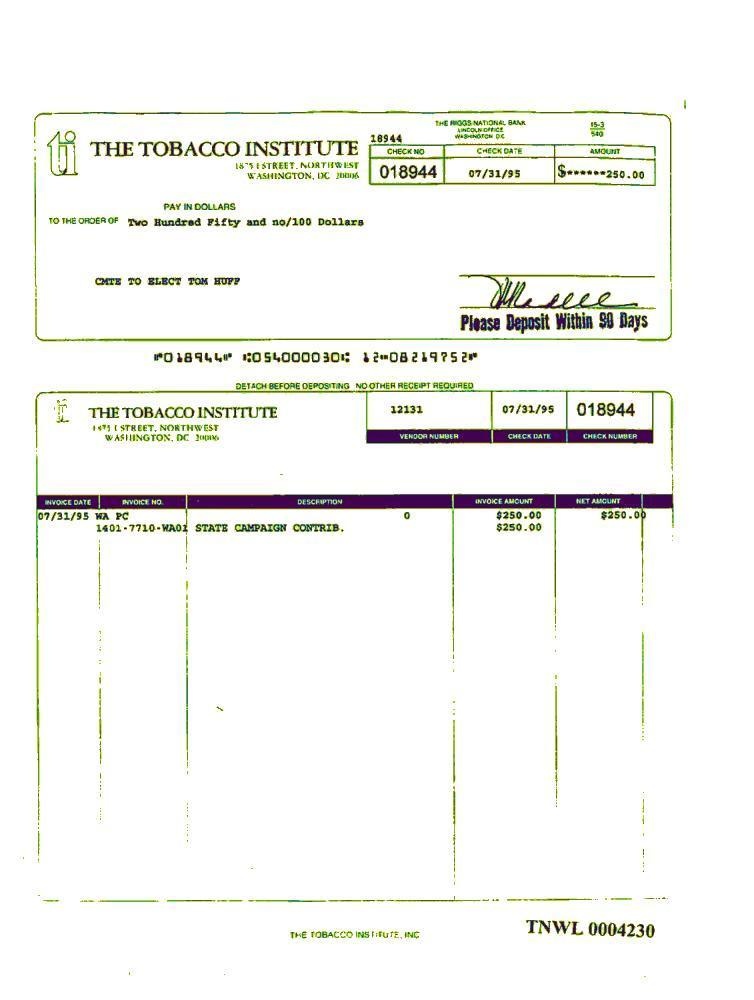 THE RIGGS NATIONAL BANK
LINCOLN OFFICE
WASHINGTON DC
15-3
540
ti THE TOBACCO INSTITUTE
1875 I STREET, NORTHWEST
WASHINGTON, DC 20006
18944
CHECK NO CHECK DATE AMOUNT
018944 07/31/95 $******250.00
PAY IN DOLLARS
TO THE ORDER OF Two Hundred Fifty and no/100 Dollars
CMTE TO ELECT TOM HUFF
Please Deposit Within 90 Days
⑈018944⑈ ⑆054000030⑆ 12⑉08219752⑈
DETACH BEFORE DEPOSITING NO OTHER RECEIPT REQUIRED
THE TOBACCO INSTITUTE
1875 I STREET, NORTHWEST
WASHINGTON, DC 20006
12131 07/31/95 018944
VENDOR NUMBER CHECK DATE CHECK NUMBER
INVOICE DATE INVOICE NO. DESCRIPTION INVOICE AMOUNT NET AMOUNT
07/31/95 WA PC 0 $250.00 $250.00
1401-7710-WA01 STATE CAMPAIGN CONTRIB. $250.00
THE TOBACCO INSTITUTE, INC
TNWL 0004230